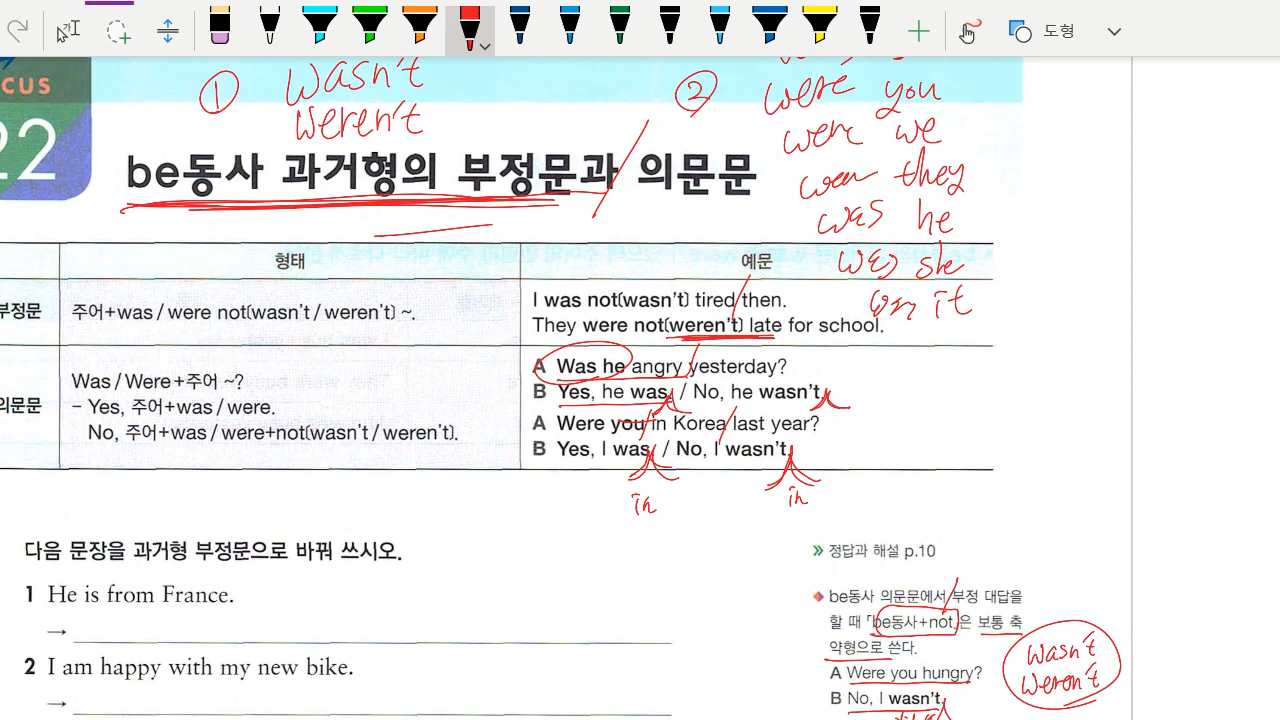 도형
CUS
22
① wasn't
weren't
②
were you
were we
they
was he
was she
it
be동사 과거형의 부정문과 의문문
형태
예문
부정문
주어+was/were not(wasn't/weren't) ~.
I was not(wasn't) tired then.
They were not(weren't) late for school.
의문문
Was/Were+주어 ~?
- Yes, 주어+was/were.
No, 주어+was/were+not(wasn't/weren't).
A Was he angry yesterday?
B Yes, he was. / No, he wasn't.
A Were you in Korea last year?
B Yes, I was. / No, I wasn't.
in
in
다음 문장을 과거형 부정문으로 바꿔 쓰시오.
1 He is from France.
→
2 I am happy with my new bike.
→
» 정답과 해설 p.10
be동사 의문문에서 부정 대답을
할 때 「be동사+not」은 보통 축
약형으로 쓴다.
A Were you hungry?
B No, I wasn't.
wasn't
weren't